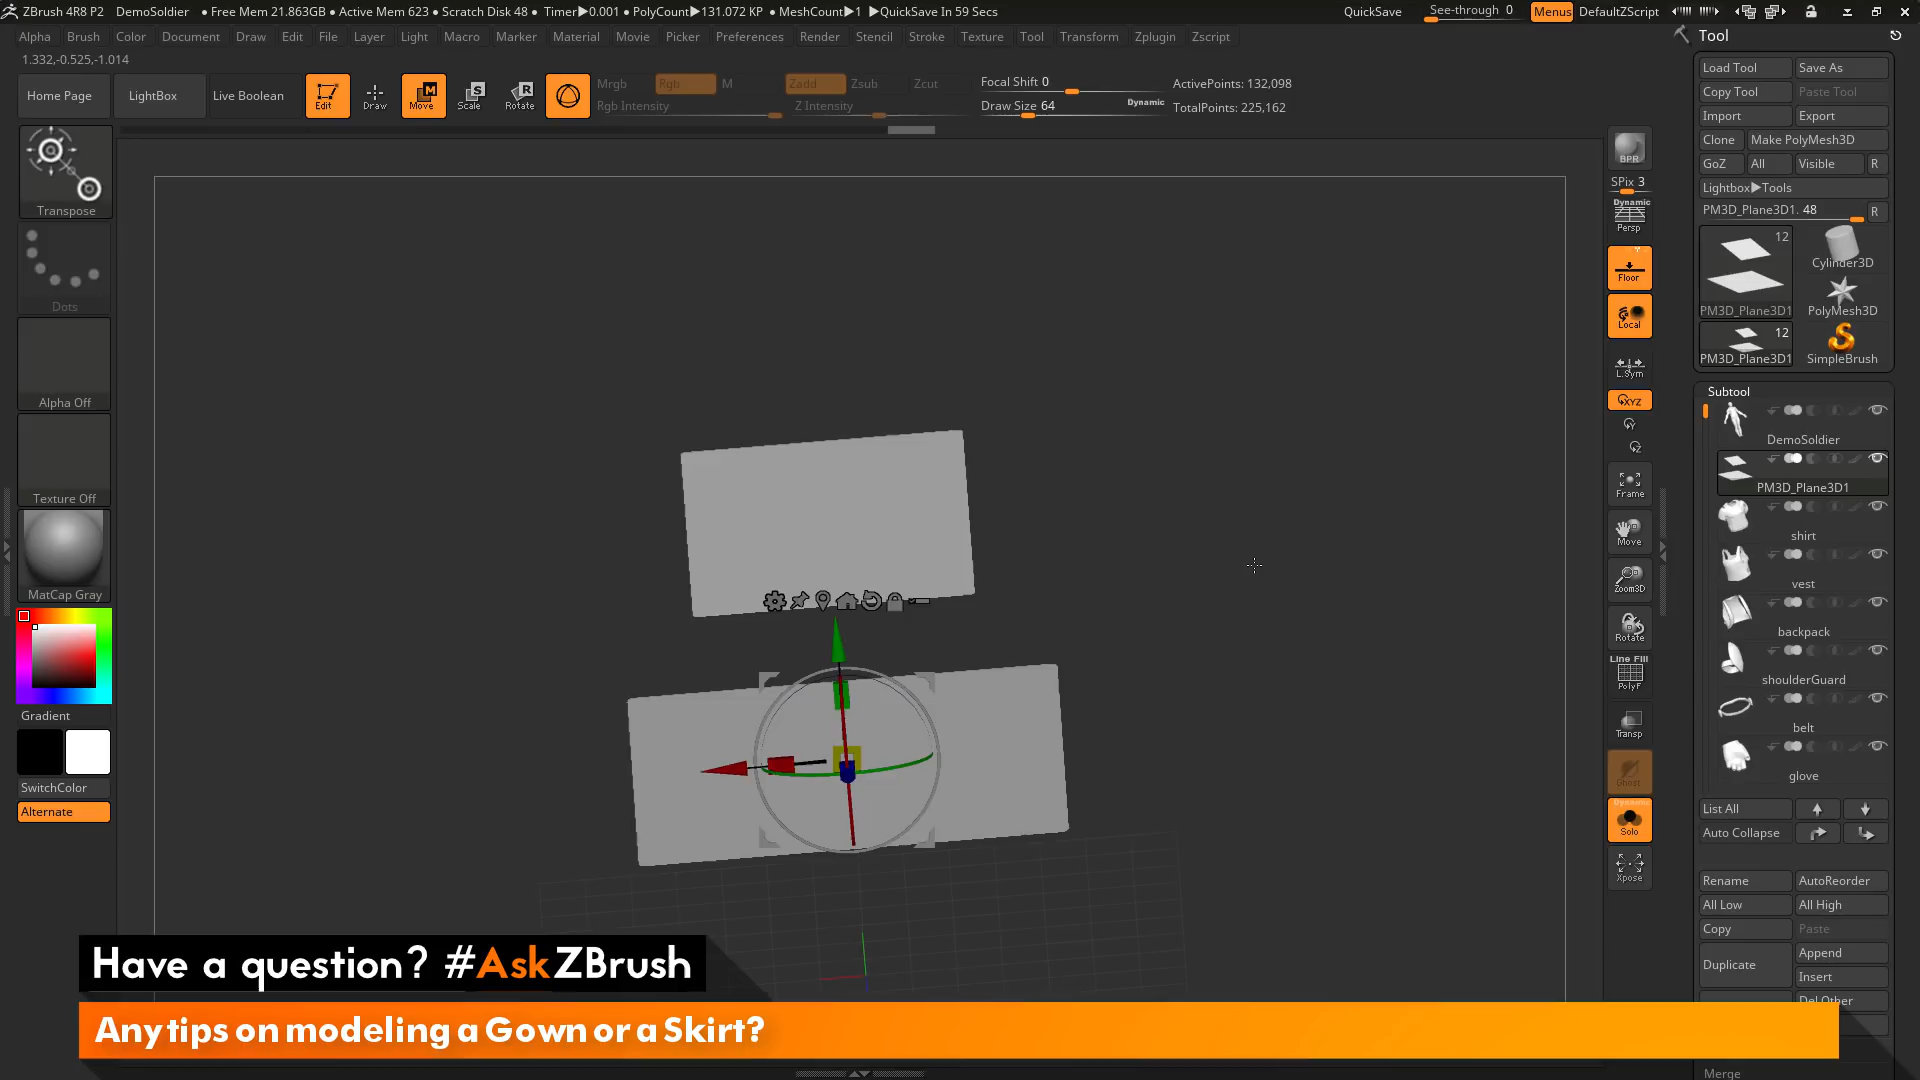 ZBrush 4R8 P2 DemoSoldier ● Free Mem 21.863GB ● Active Mem 623 ● Scratch Disk 48 ● Timer▶0.001 ● PolyCount▶131.072 KP ● MeshCount▶1 ▶QuickSave In 59 Secs QuickSave See-through 0 Menus DefaultZScript
Alpha Brush Color Document Draw Edit File Layer Light Macro Marker Material Movie Picker Preferences Render Stencil Stroke Texture Tool Transform Zplugin Zscript
Tool
1.332,-0.525,-1.014
Home Page LightBox Live Boolean Edit Draw Move Scale Rotate
Mrgb Rgb M Zadd Zsub Zcut
Rgb Intensity Z Intensity
Focal Shift 0
Draw Size 64 Dynamic
ActivePoints: 132,098
TotalPoints: 225,162
Transpose
Dots
Alpha Off
Texture Off
MatCap Gray
Gradient
SwitchColor
Alternate
BPR
SPix 3
Dynamic
Persp
Floor
Local
L.Sym
XYZ
Y
Z
Frame
Move
Zoom3D
Rotate
Line Fill
PolyF
Transp
Ghost
Dynamic
Solo
Xpose
Load Tool Save As
Copy Tool Paste Tool
Import Export
Clone Make PolyMesh3D
GoZ All Visible R
Lightbox▶Tools
PM3D_Plane3D1. 48 R
12
Cylinder3D
PM3D_Plane3D1 PolyMesh3D
12
PM3D_Plane3D1 SimpleBrush
Subtool
DemoSoldier
PM3D_Plane3D1
shirt
vest
backpack
shoulderGuard
belt
glove
List All
Auto Collapse
Rename AutoReorder
All Low All High
Copy Paste
Duplicate Append
Insert
Del Other
Merge
Have a question? #AskZBrush
Any tips on modeling a Gown or a Skirt?